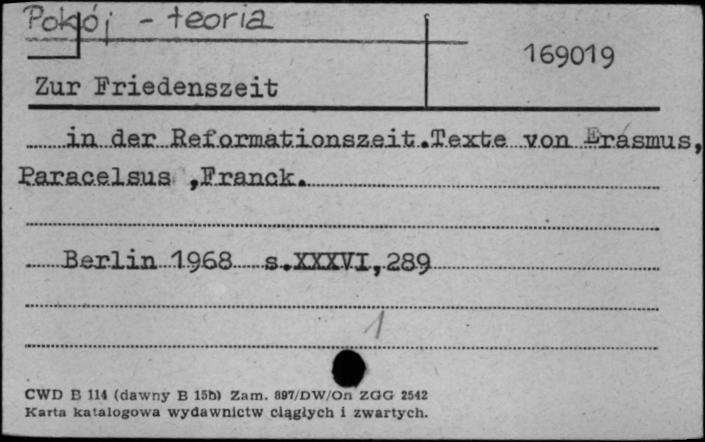 Pokój - teoria
169019
Zur Friedenszeit
in der Reformationszeit.Texte von Erasmus,
Paracelsus ,Franck.
Berlin 1968 s.XXXVI,289
1
CWD B 114 (dawny B 15b) Zam. 897/DW/On ZGG 2542
Karta katalogowa wydawnictw ciągłych i zwartych.